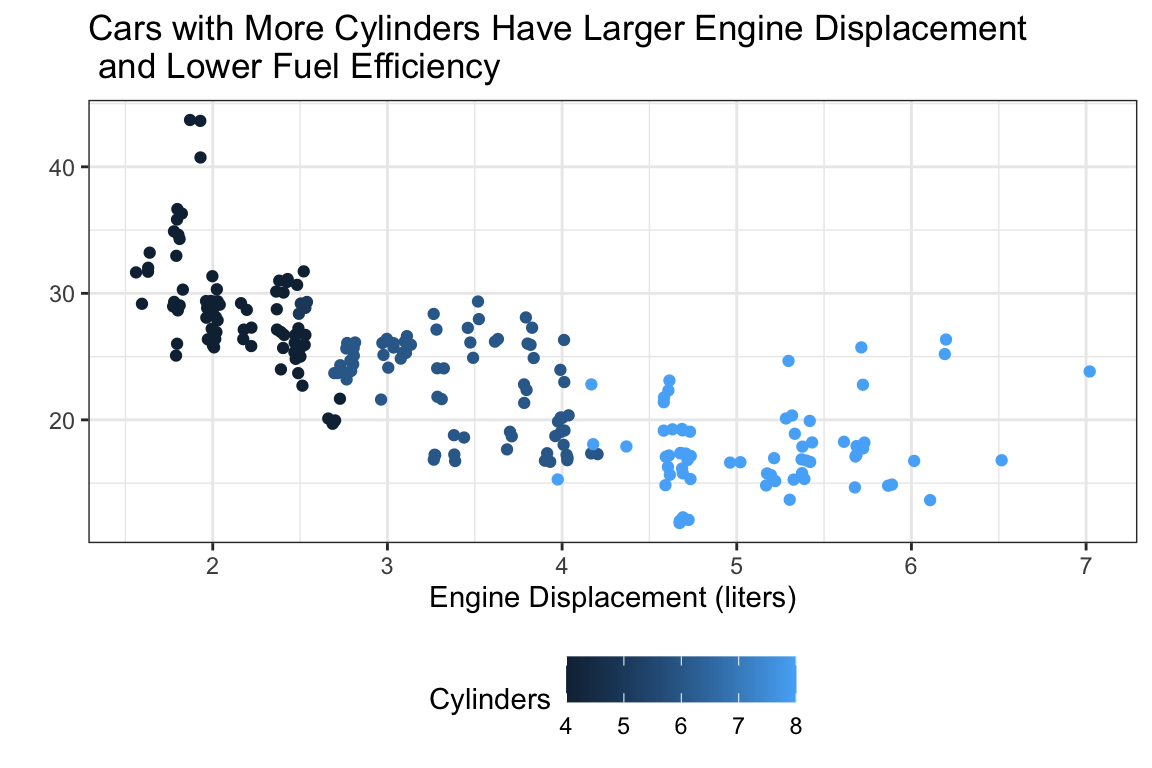 Cars with More Cylinders Have Larger Engine Displacement
and Lower Fuel Efficiency
40
30
20
2 3 4 5 6 7
Engine Displacement (liters)
Cylinders
4 5 6 7 8